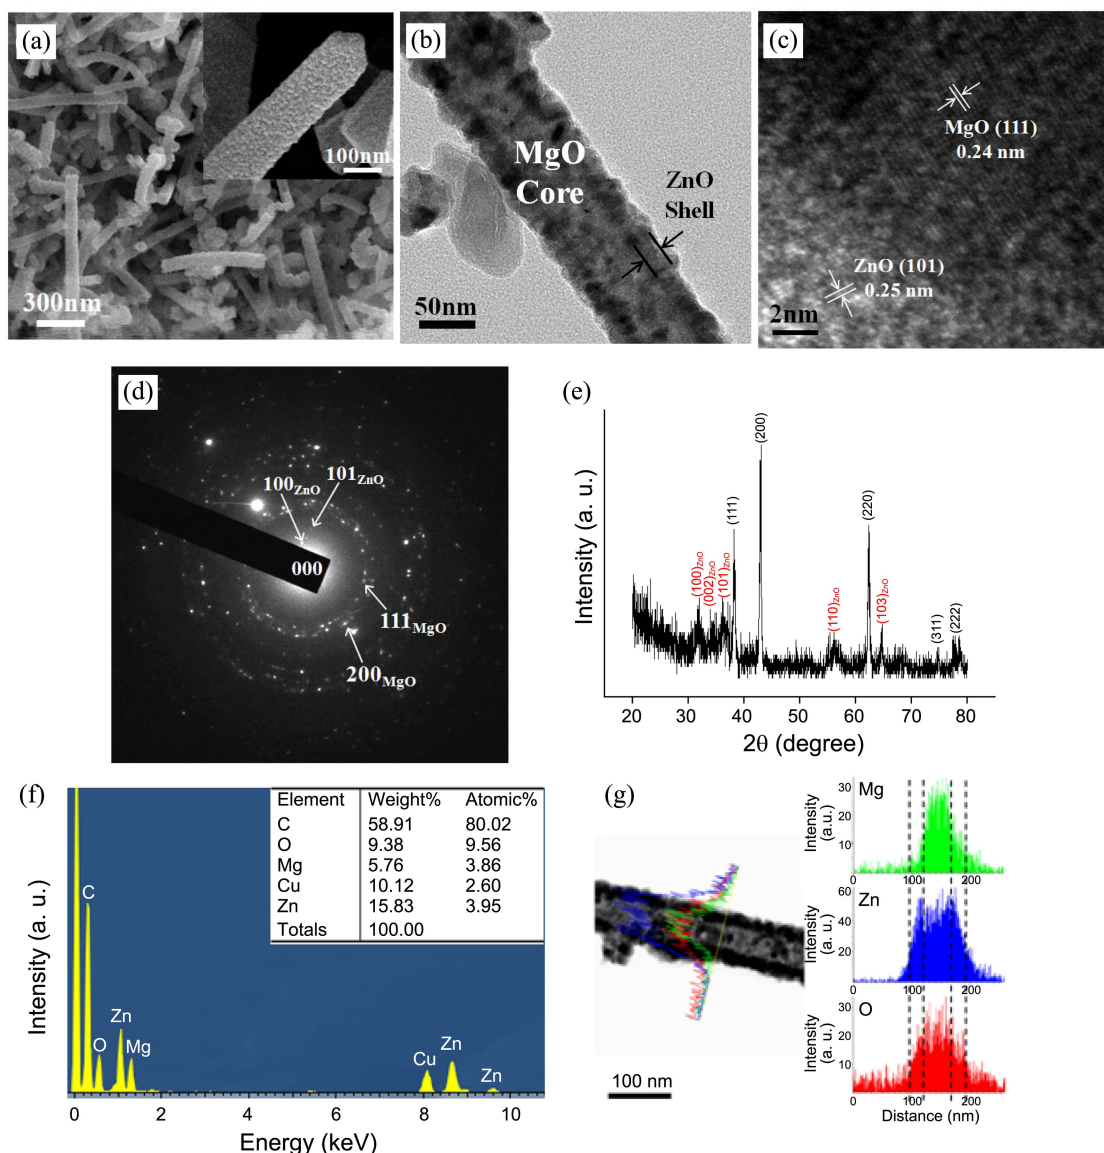 (a)
100nm
300nm
(b)
MgO
Core
ZnO
Shell
50nm
(c)
MgO (111)
0.24 nm
ZnO (101)
0.25 nm
2nm
(d)
100ZnO
101ZnO
000
111MgO
200MgO
(e)
Intensity (a. u.)
(100)ZnO
(002)ZnO
(101)ZnO
(111)
(200)
(110)ZnO
(220)
(103)ZnO
(311)
(222)
20 30 40 50 60 70 80
2θ (degree)
(f)
Intensity (a. u.)
Element Weight% Atomic%
C 58.91 80.02
O 9.38 9.56
Mg 5.76 3.86
Cu 10.12 2.60
Zn 15.83 3.95
Totals 100.00
C
O
Zn
Mg
Cu
Zn
Zn
0 2 4 6 8 10
Energy (keV)
(g)
100 nm
Mg
Intensity
(a.u.)
30
20
10
0 100 200
Zn
Intensity
(a. u.)
60
40
20
0 100 200
O
Intensity
(a. u.)
30
20
10
0 100 200
Distance (nm)